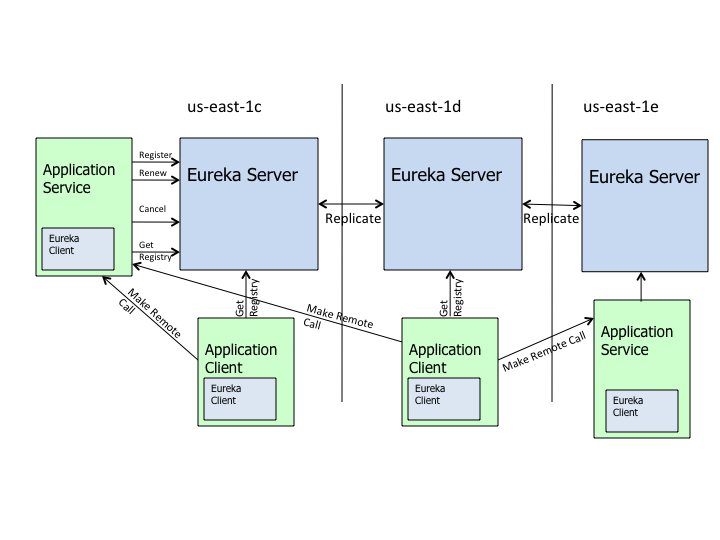 us-east-1c
us-east-1d
us-east-1e
Application
Service
Eureka
Client
Register
Renew
Cancel
Get
Registry
Eureka Server
Replicate
Eureka Server
Replicate
Eureka Server
Make Remote
Call
Get
Registry
Make Remote
Call
Get
Registry
Make Remote Call
Application
Client
Eureka
Client
Application
Client
Eureka
Client
Application
Service
Eureka
Client